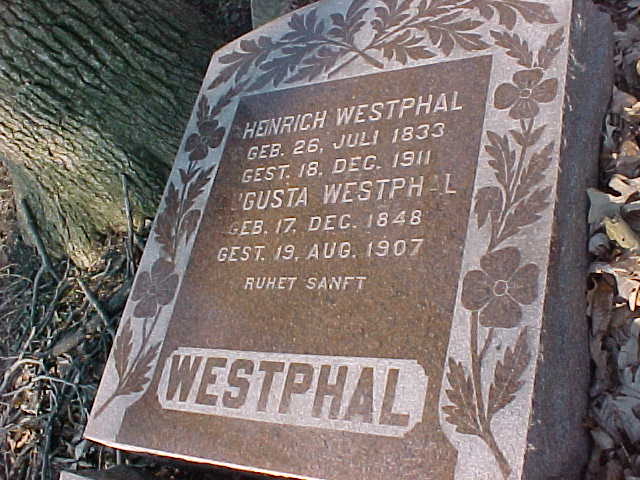 HEINRICH WESTPHAL
GEB. 26, JULI 1833
GEST. 18, DEC. 1911
WESTPHAL
GEB. 17, DEC. 1848
GEST. 19, AUG. 1907
RUHET SANFT
WESTPHAL